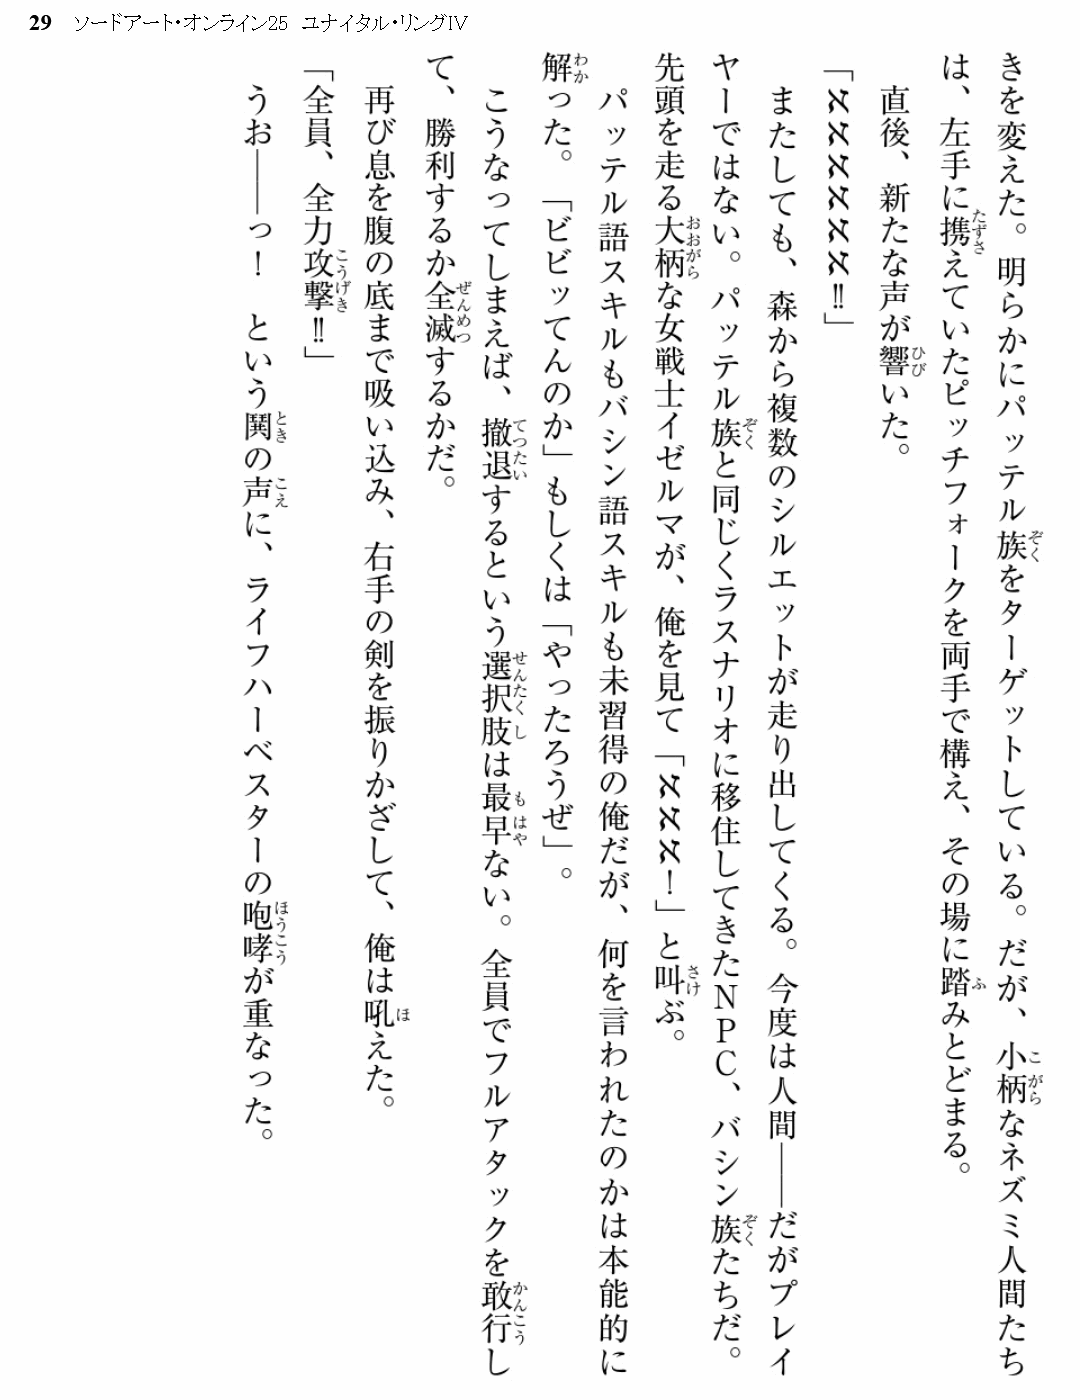 29 ソードアート・オンライン25 ユナイタル・リングⅣ
きを変えた。明らかにパッテル族をターゲットしている。だが、小柄なネズミ人間たち
は、左手に携えていたピッチフォークを両手で構え、その場に踏みとどまる。
直後、新たな声が響いた。
「ⵋⵋⵋⵋⵋⵋ‼」
またしても、森から複数のシルエットが走り出してくる。今度は人間――だがプレイ
ヤーではない。パッテル族と同じくラスナリオに移住してきたNPC、バシン族たちだ。
先頭を走る大柄な女戦士イゼルマが、俺を見て「ⵋⵋⵋ！」と叫ぶ。
パッテル語スキルもバシン語スキルも未習得の俺だが、何を言われたのかは本能的に
解った。「ビビッてんのか」もしくは「やったろうぜ」。
こうなってしまえば、撤退するという選択肢は最早ない。全員でフルアタックを敢行し
て、勝利するか全滅するかだ。
再び息を腹の底まで吸い込み、右手の剣を振りかざして、俺は吼えた。
「全員、全力攻撃‼」
うお――っ！　という鬨の声に、ライフハーベスターの咆哮が重なった。